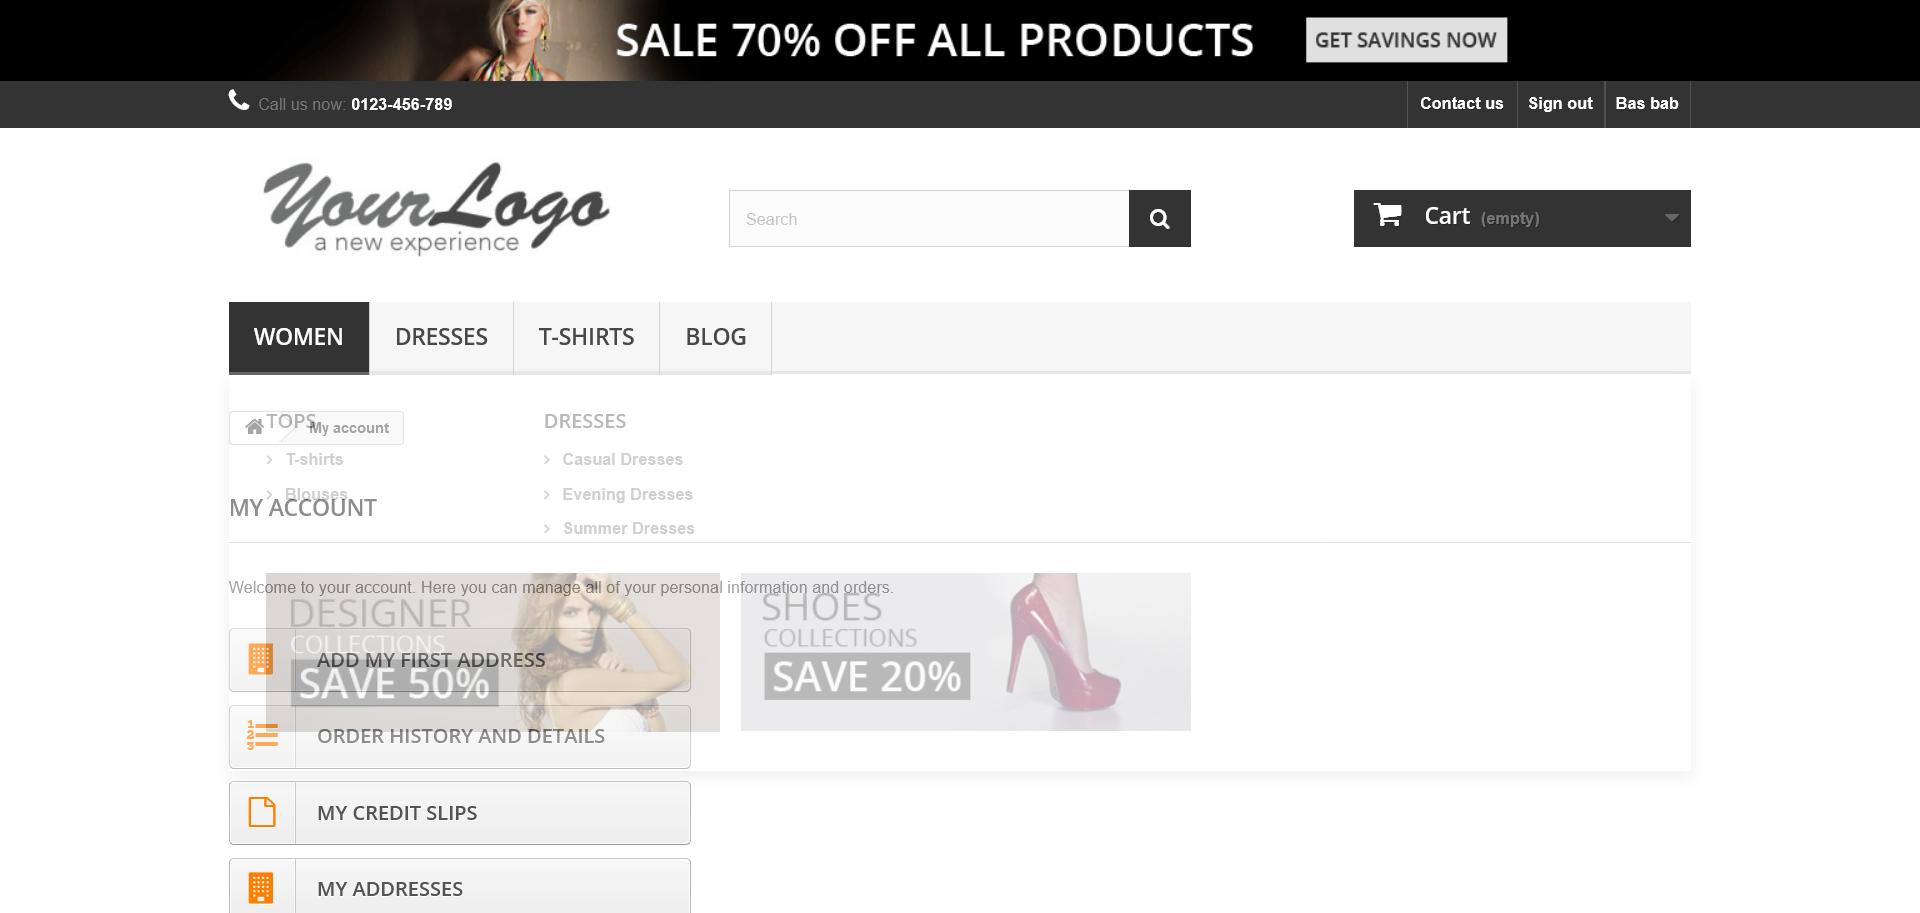 SALE 70% OFF ALL PRODUCTS
GET SAVINGS NOW
Call us now: 0123-456-789
Contact us
Sign out
Bas bab
YourLogo
a new experience
Search
Cart (empty)
WOMEN
DRESSES
T-SHIRTS
BLOG
TOPS
DRESSES
My account
T-shirts
Casual Dresses
Blouses
Evening Dresses
MY ACCOUNT
Summer Dresses
Welcome to your account. Here you can manage all of your personal information and orders.
DESIGNER
COLLECTIONS
SAVE 50%
SHOES
COLLECTIONS
SAVE 20%
ADD MY FIRST ADDRESS
1
2
3
ORDER HISTORY AND DETAILS
MY CREDIT SLIPS
MY ADDRESSES